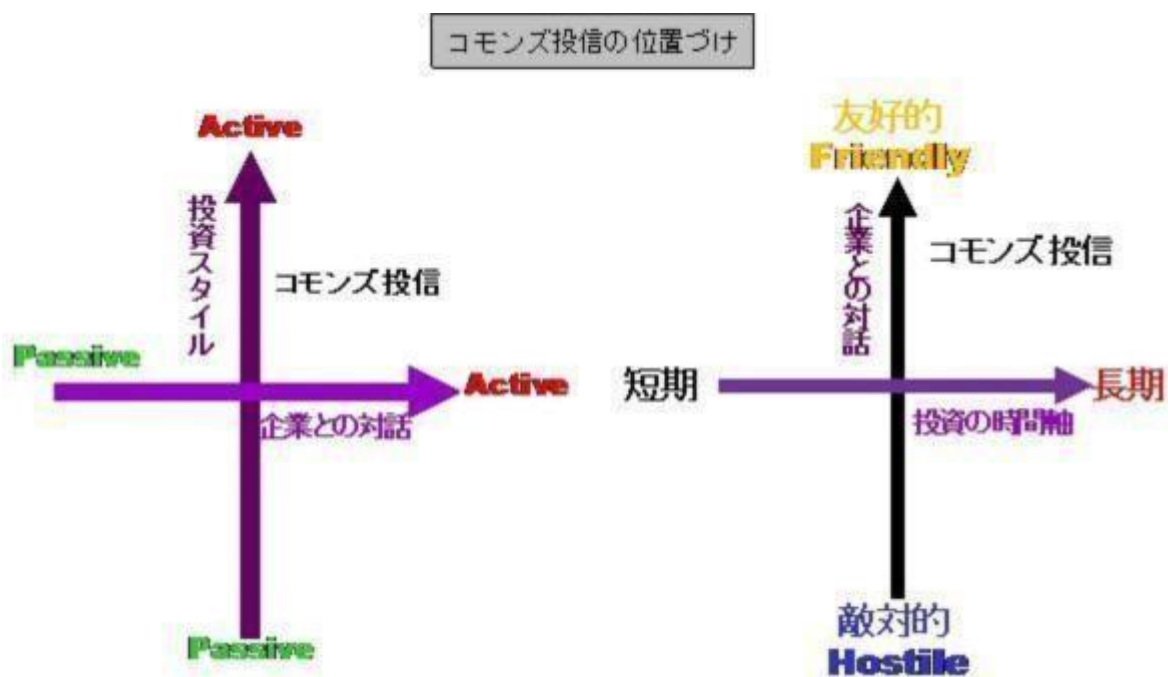 コモンズ投信の位置づけ
Active
投資スタイル
コモンズ投信
Passive
Active
企業との対話
Passive
友好的
Friendly
企業との対話
コモンズ投信
短期
長期
投資の時間軸
敵対的
Hostile